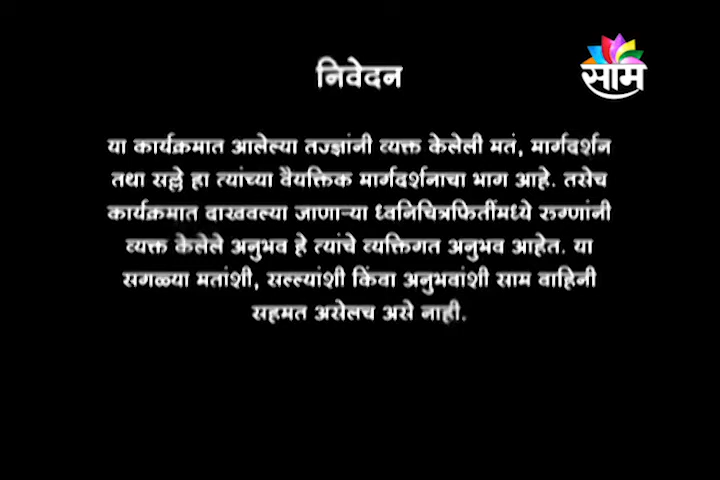 निवेदन
साम
या कार्यक्रमात आलेल्या तज्ज्ञांनी व्यक्त केलेली मतं, मार्गदर्शन
तथा सल्ले हा त्यांच्या वैयक्तिक मार्गदर्शनाचा भाग आहे. तसेच
कार्यक्रमात दाखवल्या जाणाऱ्या ध्वनिचित्रफितींमध्ये रुग्णांनी
व्यक्त केलेले अनुभव हे त्यांचे व्यक्तिगत अनुभव आहेत. या
सगळ्या मतांशी, सल्ल्यांशी किंवा अनुभवांशी साम वाहिनी
सहमत असेलच असे नाही.